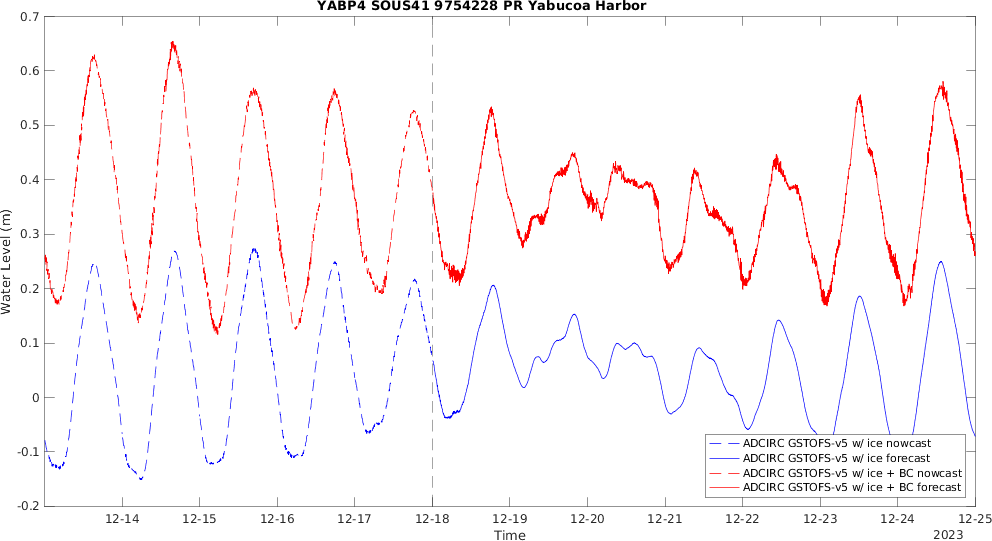 YABP4 SOUS41 9754228 PR Yabucoa Harbor
0.7
0.6
0.5
0.4
0.3
0.2
0.1
0
-0.1
-0.2
Water Level (m)
12-14 12-15 12-16 12-17 12-18 12-19 12-20 12-21 12-22 12-23 12-24 12-25
Time
2023
ADCIRC GSTOFS-v5 w/ ice nowcast
ADCIRC GSTOFS-v5 w/ ice forecast
ADCIRC GSTOFS-v5 w/ ice + BC nowcast
ADCIRC GSTOFS-v5 w/ ice + BC forecast